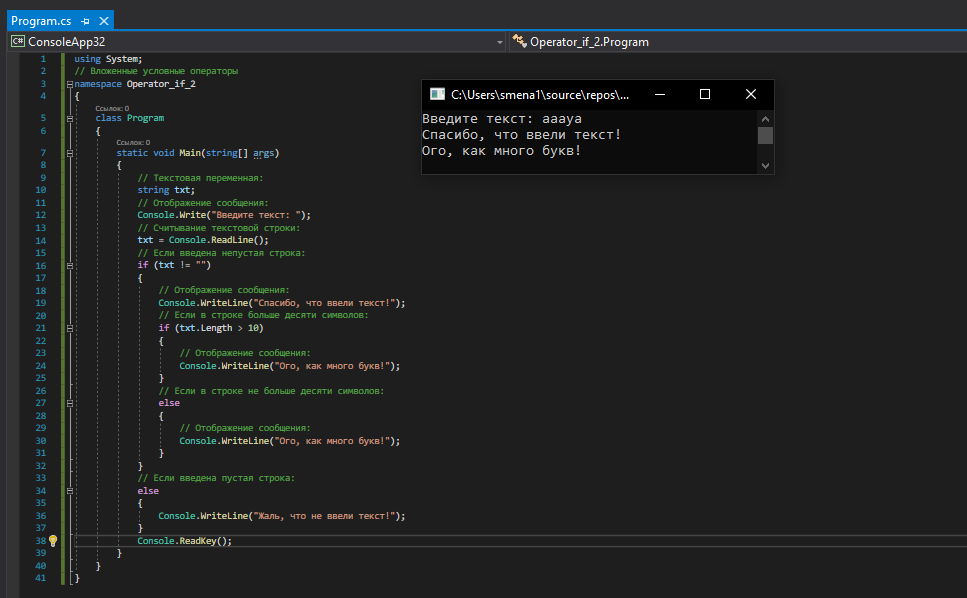 Program.cs
C# ConsoleApp32
Operator_if_2.Program
1 using System;
2 // Вложенные условные операторы
3 namespace Operator_if_2
4 {
Ссылок: 0
5 class Program
6 {
Ссылок: 0
7 static void Main(string[] args)
8 {
9 // Текстовая переменная:
10 string txt;
11 // Отображение сообщения:
12 Console.Write("Введите текст: ");
13 // Считывание текстовой строки:
14 txt = Console.ReadLine();
15 // Если введена непустая строка:
16 if (txt != "")
17 {
18 // Отображение сообщения:
19 Console.WriteLine("Спасибо, что ввели текст!");
20 // Если в строке больше десяти символов:
21 if (txt.Length > 10)
22 {
23 // Отображение сообщения:
24 Console.WriteLine("Ого, как много букв!");
25 }
26 // Если в строке не больше десяти символов:
27 else
28 {
29 // Отображение сообщения:
30 Console.WriteLine("Ого, как много букв!");
31 }
32 }
33 // Если введена пустая строка:
34 else
35 {
36 Console.WriteLine("Жаль, что не ввели текст!");
37 }
38 Console.ReadKey();
39 }
40 }
41 }
C:\Users\smena1\source\repos\...
Введите текст: аааya
Спасибо, что ввели текст!
Ого, как много букв!